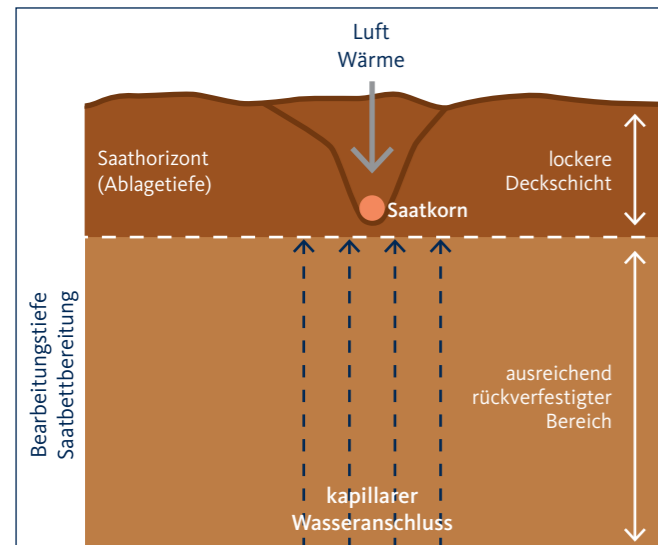 Luft
Wärme
Saathorizont
(Ablagetiefe)
lockere
Deckschicht
Saatkorn
Bearbeitungstiefe
Saatbettbereitung
ausreichend
rückverfestigter
Bereich
kapillarer
Wasseranschluss